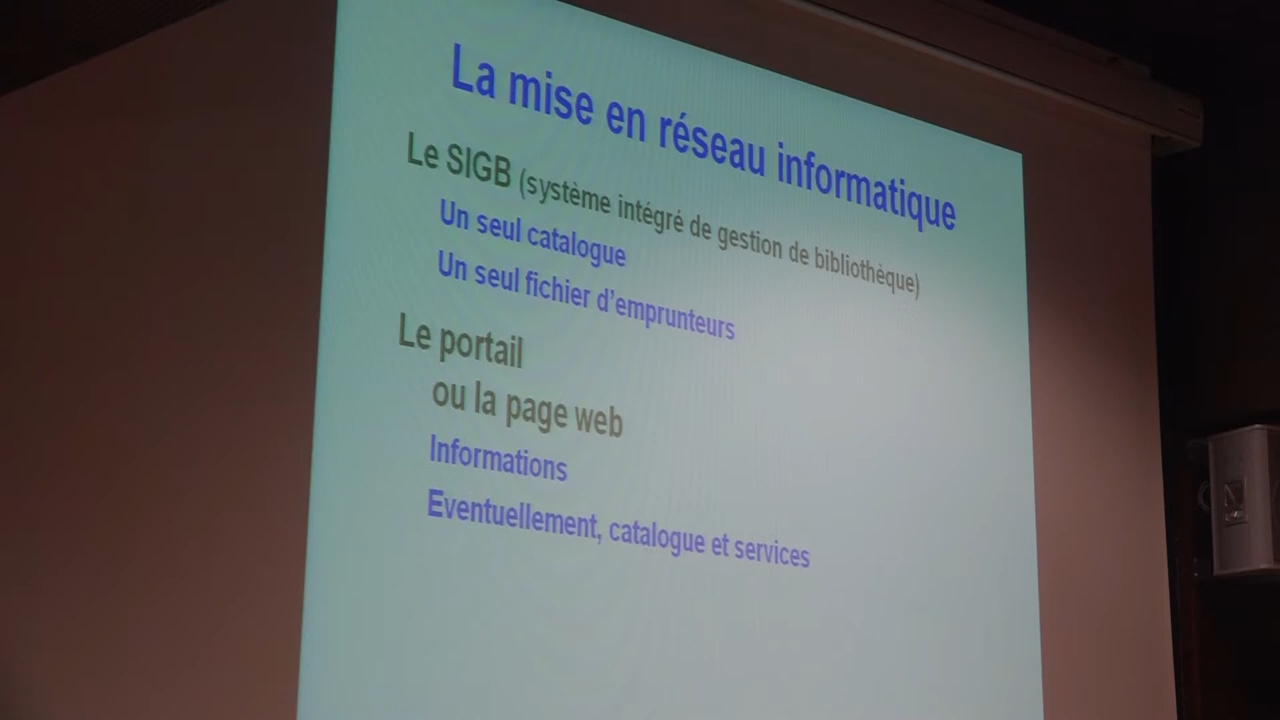 La mise en réseau informatique
Le SIGB (système intégré de gestion de bibliothèque)
Un seul catalogue
Un seul fichier d’emprunteurs
Le portail
ou la page web
Informations
Eventuellement, catalogue et services